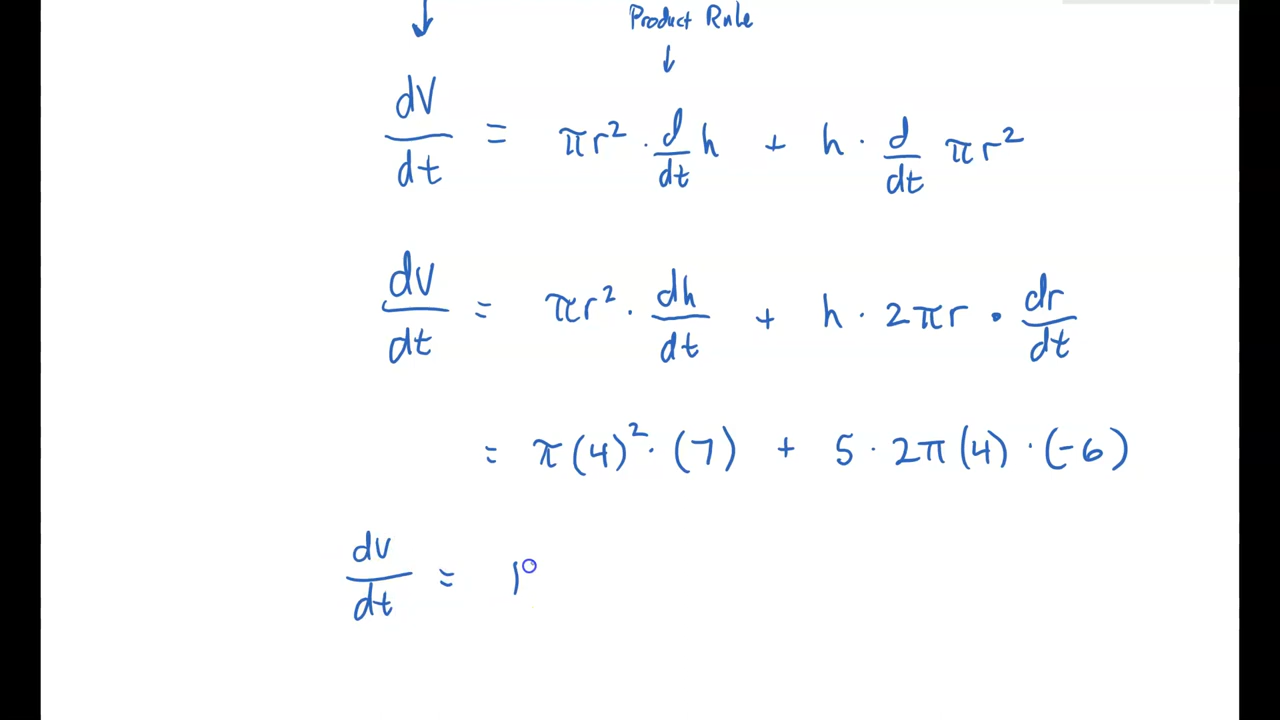 Product Rule
↓ ↓
dV/dt = πr² · d/dt h + h · d/dt πr²
dV/dt = πr² · dh/dt + h · 2πr · dr/dt
= π(4)² · (7) + 5 · 2π(4) · (-6)
dv/dt = 1